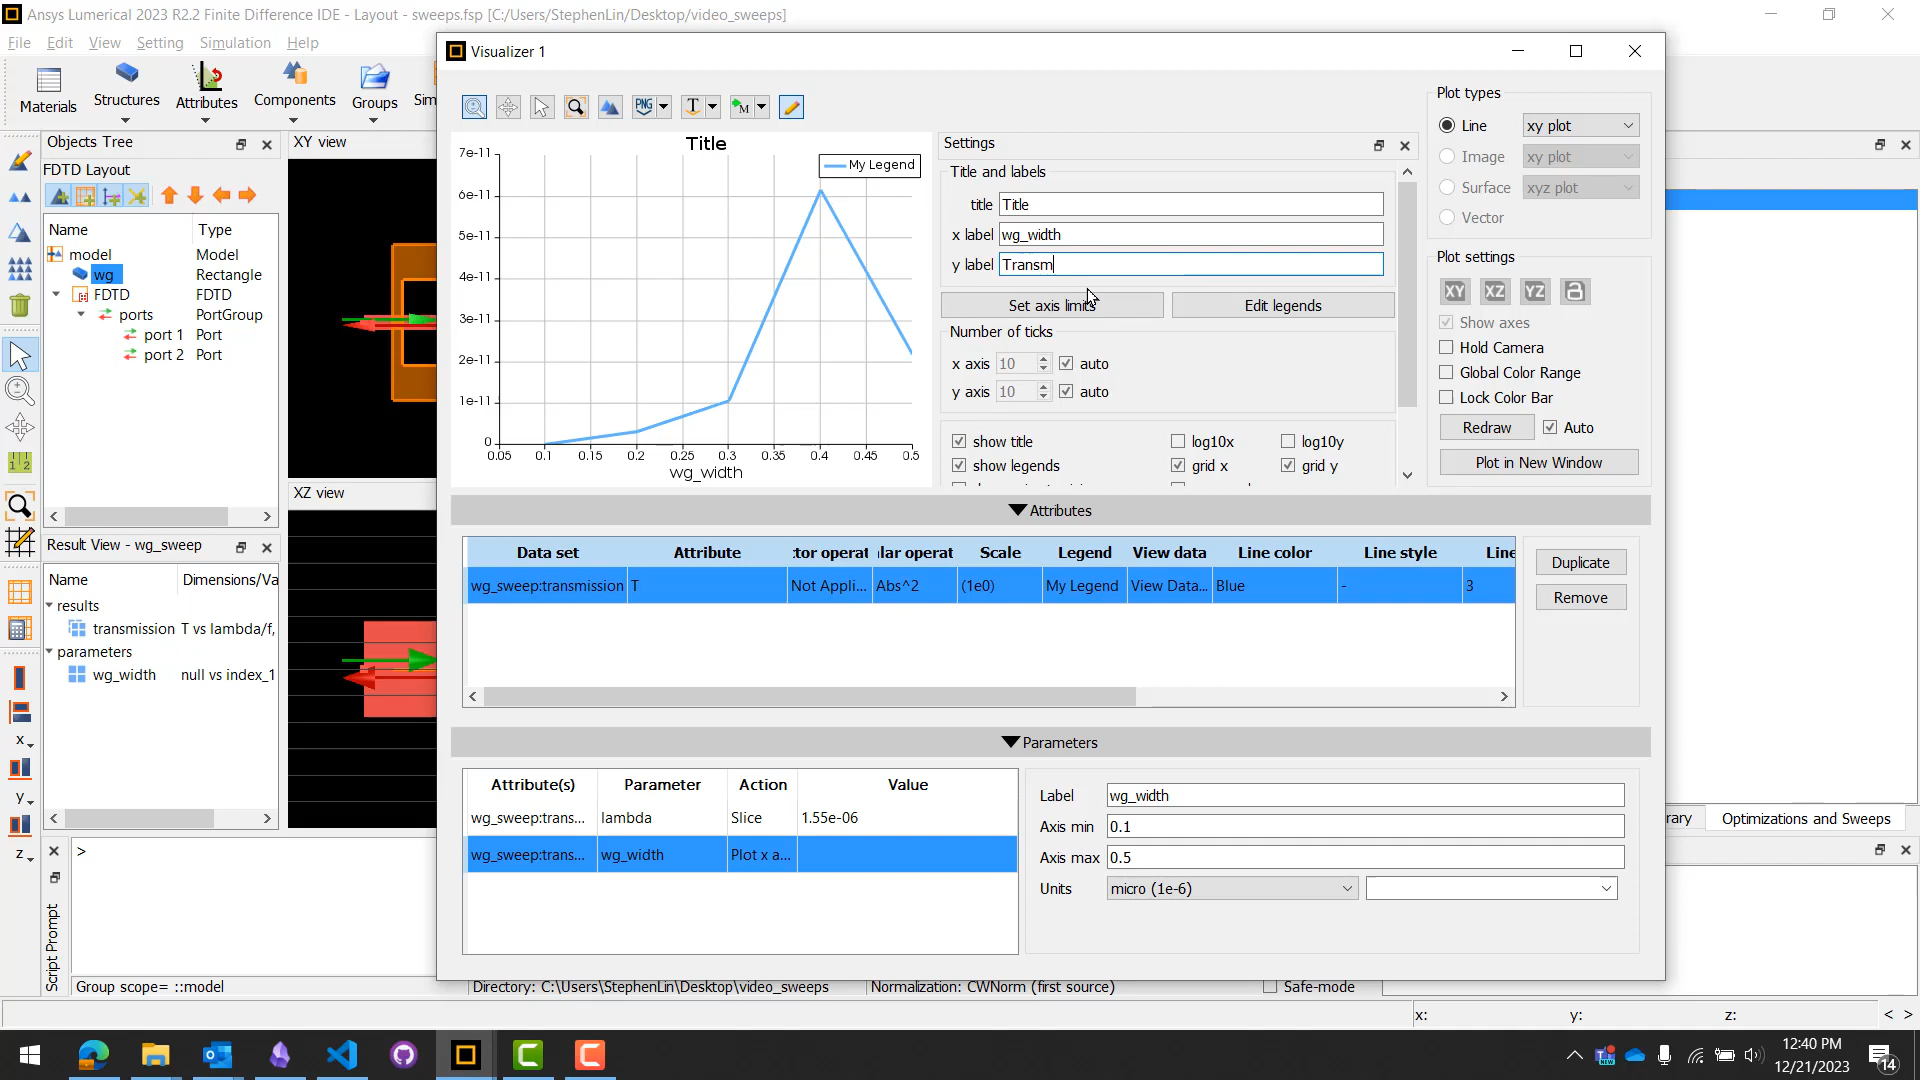 Ansys Lumerical 2023 R2.2 Finite Difference IDE - Layout - sweeps.fsp [C:/Users/StephenLin/Desktop/video_sweeps]
File Edit View Setting Simulation Help
Materials Structures Attributes Components Groups Sim
Objects Tree
FDTD Layout
Name Type
model Model
wg Rectangle
FDTD FDTD
ports PortGroup
port 1 Port
port 2 Port
Result View - wg_sweep
Name Dimensions/Va
results
transmission T vs lambda/f,
parameters
wg_width null vs index_1
XY view
XZ view
Visualizer 1
PNG T M
Title
My Legend
7e-11
6e-11
5e-11
4e-11
3e-11
2e-11
1e-11
0
0.05 0.1 0.15 0.2 0.25 0.3 0.35 0.4 0.45 0.5
wg_width
Settings
Title and labels
title Title
x label wg_width
y label Transm
Set axis limits Edit legends
Number of ticks
x axis 10 auto
y axis 10 auto
show title log10x log10y
show legends grid x grid y
Plot types
Line xy plot
Image xy plot
Surface xyz plot
Vector
Plot settings
XY XZ YZ a
Show axes
Hold Camera
Global Color Range
Lock Color Bar
Redraw Auto
Plot in New Window
Attributes
Data set Attribute :tor operat lar operat Scale Legend View data Line color Line style Line
wg_sweep:transmission T Not Appli... Abs^2 (1e0) My Legend View Data... Blue - 3
Duplicate
Remove
Parameters
Attribute(s) Parameter Action Value
wg_sweep:trans... lambda Slice 1.55e-06
wg_sweep:trans... wg_width Plot x a...
Label wg_width
Axis min 0.1
Axis max 0.5
Units micro (1e-6)
rary Optimizations and Sweeps
x
y
z
1 2
>
Script Prompt
Group scope= ::model Directory: C:\Users\StephenLin\Desktop\video_sweeps Normalization: CWNorm (first source) Safe-mode
x: y: z: < >
12:40 PM
12/21/2023
14